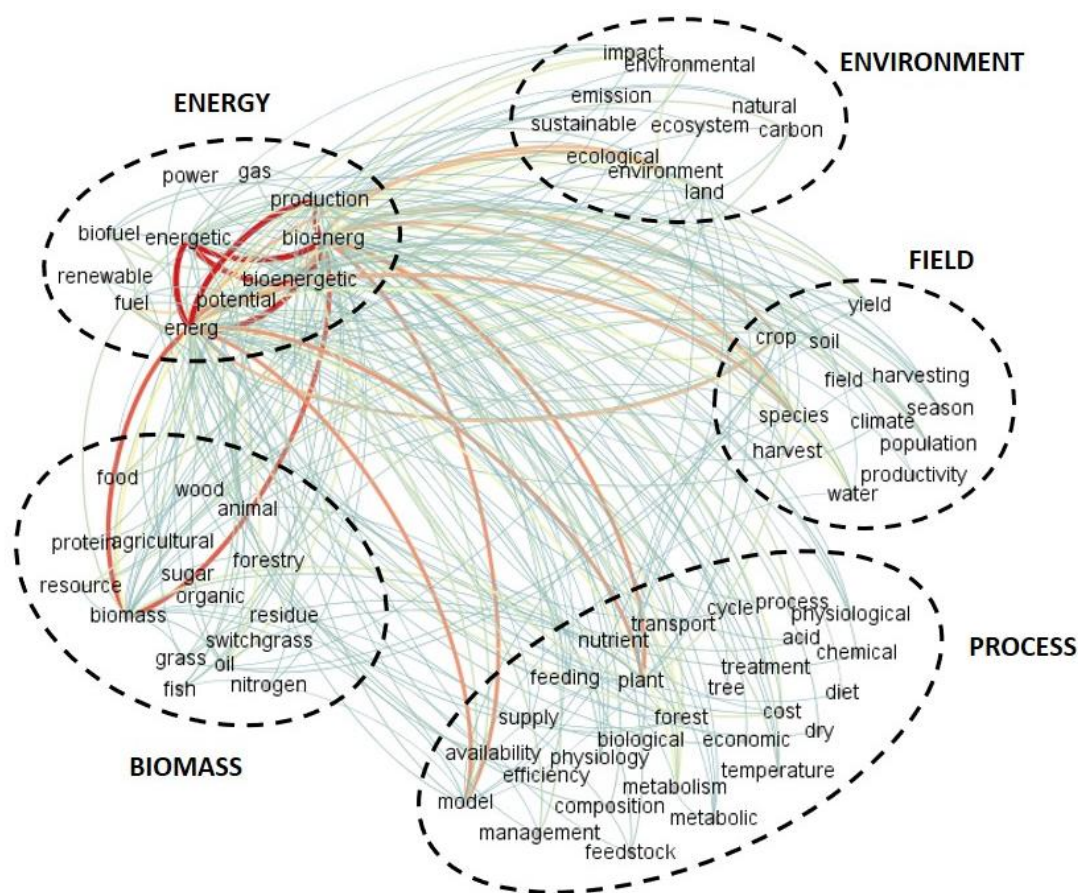 ENVIRONMENT
impact
environmental
emission
natural
sustainable
ecosystem
carbon
ecological
environment
land
ENERGY
power
gas
production
biofuel
energetic
bioenerg
renewable
bioenergetic
fuel
potential
energ
FIELD
yield
crop
soil
field
harvesting
species
climate
season
harvest
population
productivity
water
food
wood
animal
protein
agricultural
forestry
resource
sugar
organic
biomass
residue
switchgrass
grass
oil
fish
nitrogen
BIOMASS
cycle
process
physiological
transport
nutrient
acid
chemical
PROCESS
feeding
plant
treatment
tree
diet
supply
forest
cost
dry
biological
economic
availability
physiology
efficiency
temperature
metabolism
model
composition
metabolic
management
feedstock